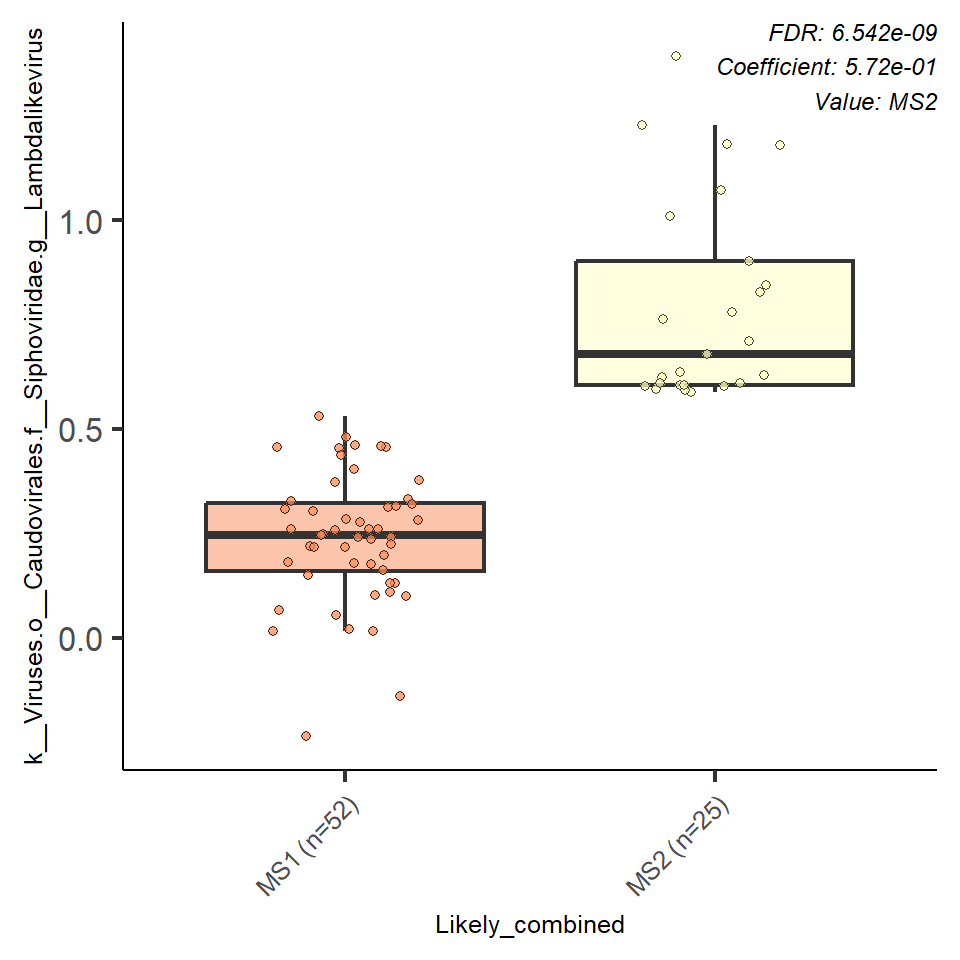 FDR: 6.542e-09
Coefficient: 5.72e-01
Value: MS2
k__Viruses.o__Caudovirales.f__Siphoviridae.g__Lambdalikevirus
1.0
0.5
0.0
MS1 (n=52)
MS2 (n=25)
Likely_combined